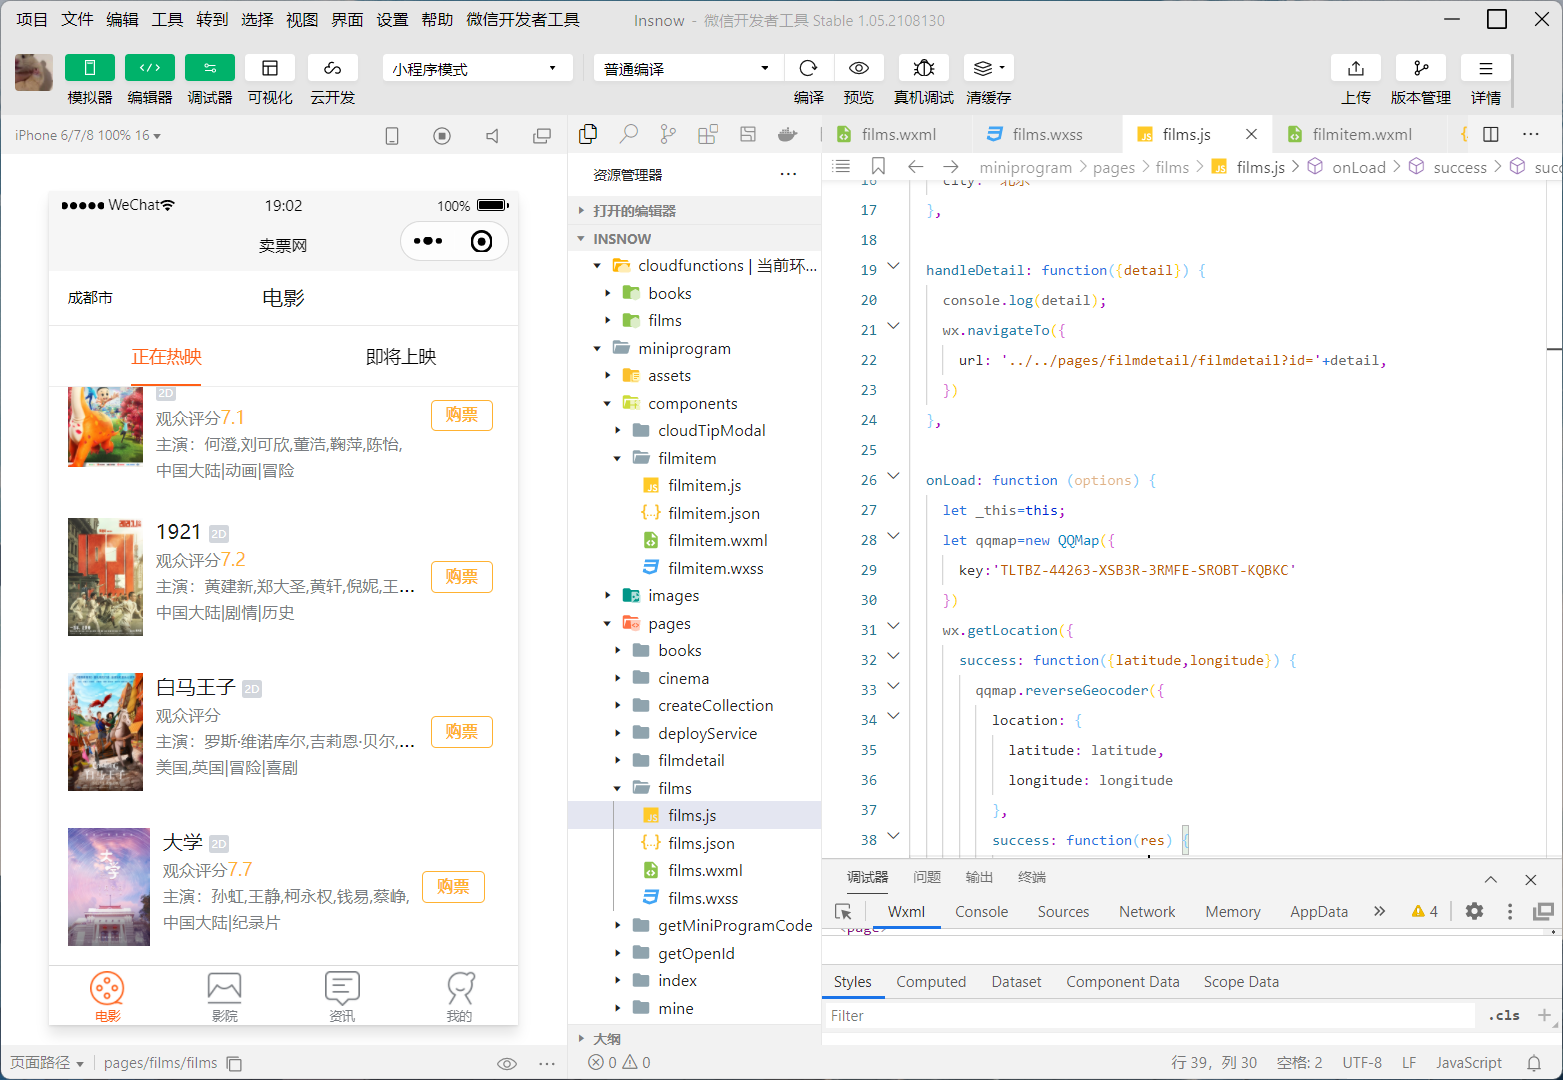 项目 文件 编辑 工具 转到 选择 视图 界面 设置 帮助 微信开发者工具 Insnow - 微信开发者工具 Stable 1.05.2108130
小程序模式 普通编译
模拟器 编辑器 调试器 可视化 云开发 编译 预览 真机调试 清缓存 上传 版本管理 详情
iPhone 6/7/8 100% 16
WeChat 19:02 100%
卖票网
成都市 电影
正在热映 即将上映
2D
观众评分7.1
购票
主演：何澄,刘可欣,董浩,鞠萍,陈怡,
中国大陆|动画|冒险
1921 2D
观众评分7.2
购票
主演：黄建新,郑大圣,黄轩,倪妮,王...
中国大陆|剧情|历史
白马王子 2D
观众评分
购票
主演：罗斯·维诺库尔,吉莉恩·贝尔,...
美国,英国|冒险|喜剧
大学 2D
观众评分7.7
购票
主演：孙虹,王静,柯永权,钱易,蔡峥,
中国大陆|纪录片
电影 影院 资讯 我的
页面路径 pages/films/films
资源管理器
打开的编辑器
INSNOW
cloudfunctions | 当前环...
books
films
miniprogram
assets
components
cloudTipModal
filmitem
filmitem.js
filmitem.json
filmitem.wxml
filmitem.wxss
images
pages
books
cinema
createCollection
deployService
filmdetail
films
films.js
films.json
films.wxml
films.wxss
getMiniProgramCode
getOpenId
index
mine
大纲
0 0
films.wxml films.wxss films.js filmitem.wxml
miniprogram > pages > films > films.js > onLoad > success > succ
16 city: '北京'
17 },
18
19 handleDetail: function({detail}) {
20 console.log(detail);
21 wx.navigateTo({
22 url: '../../pages/filmdetail/filmdetail?id='+detail,
23 })
24 },
25
26 onLoad: function (options) {
27 let _this=this;
28 let qqmap=new QQMap({
29 key:'TLTBZ-44263-XSB3R-3RMFE-SROBT-KQBKC'
30 })
31 wx.getLocation({
32 success: function({latitude,longitude}) {
33 qqmap.reverseGeocoder({
34 location: {
35 latitude: latitude,
36 longitude: longitude
37 },
38 success: function(res) {
调试器 问题 输出 终端
Wxml Console Sources Network Memory AppData 4
<page>
Styles Computed Dataset Component Data Scope Data
Filter .cls
行 39，列 30 空格: 2 UTF-8 LF JavaScript